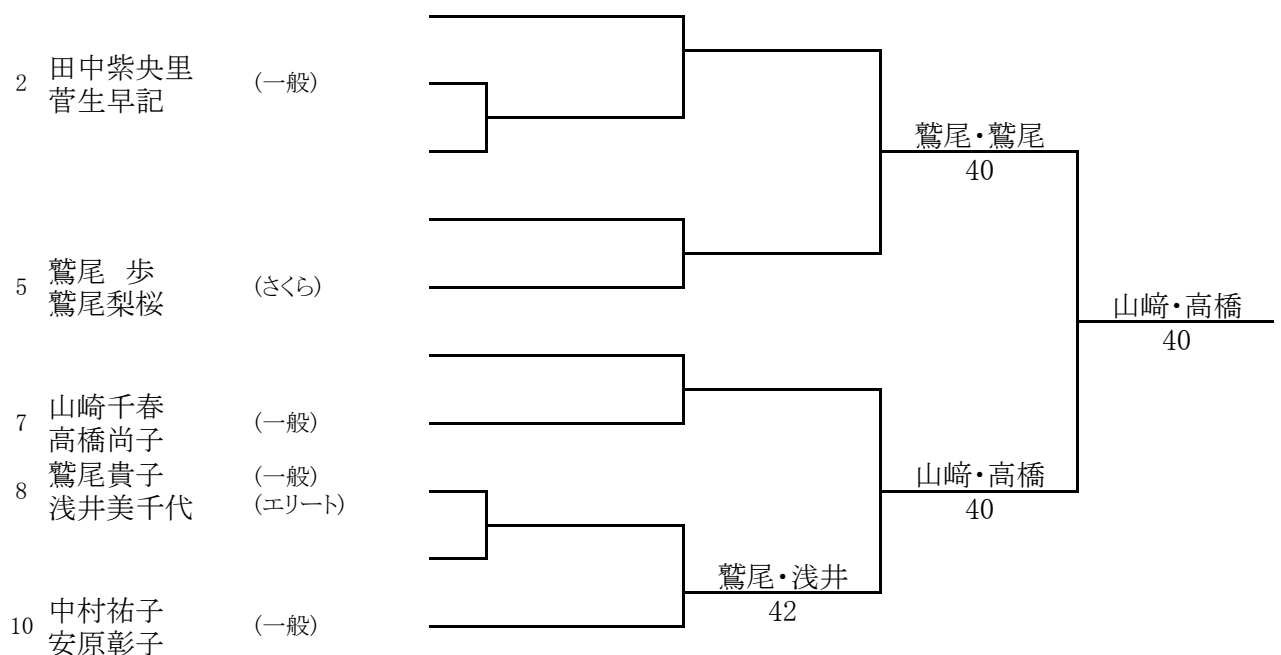 2 田中紫央里 (一般)
菅生早記
鷲尾・鷲尾
40
5 鷲尾 歩 (さくら)
鷲尾梨桜
山﨑・高橋
40
7 山崎千春 (一般)
高橋尚子
8 鷲尾貴子 (一般)
浅井美千代 (エリート)
山﨑・高橋
40
鷲尾・浅井
42
10 中村祐子 (一般)
安原彰子